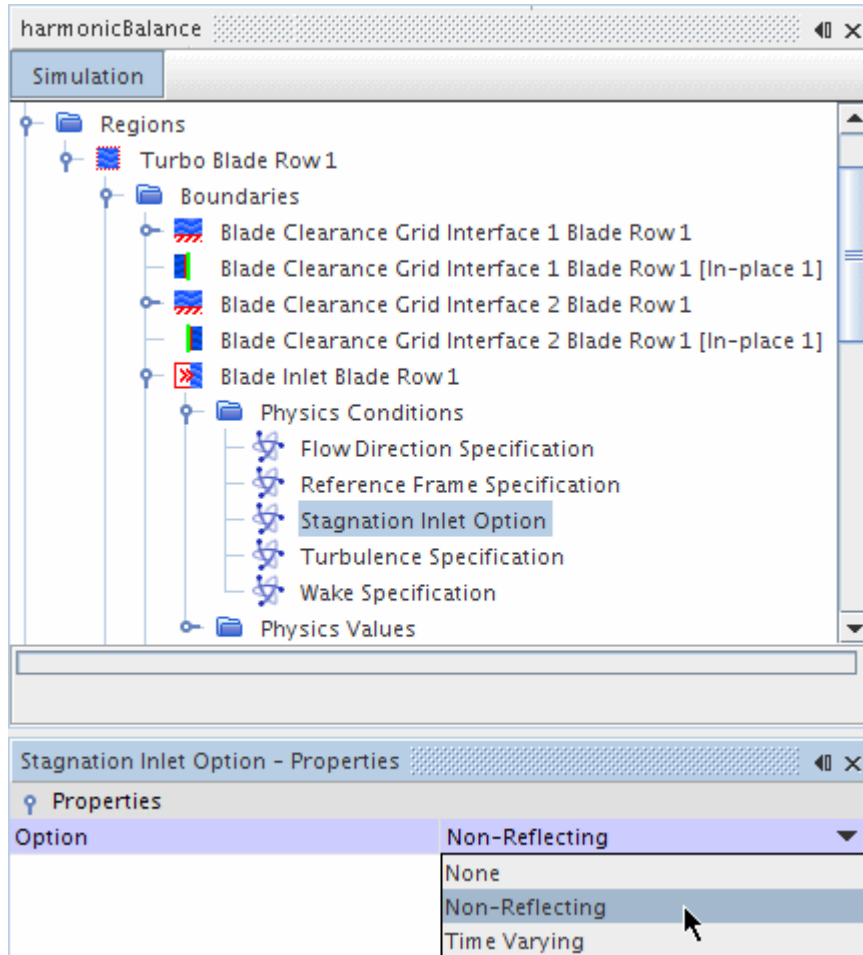 harmonicBalance
Simulation
Regions
Turbo Blade Row 1
Boundaries
Blade Clearance Grid Interface 1 Blade Row 1
Blade Clearance Grid Interface 1 Blade Row 1 [In-place 1]
Blade Clearance Grid Interface 2 Blade Row 1
Blade Clearance Grid Interface 2 Blade Row 1 [In-place 1]
Blade Inlet Blade Row 1
Physics Conditions
Flow Direction Specification
Reference Frame Specification
Stagnation Inlet Option
Turbulence Specification
Wake Specification
Physics Values
Stagnation Inlet Option - Properties
Properties
Option Non-Reflecting
None
Non-Reflecting
Time Varying